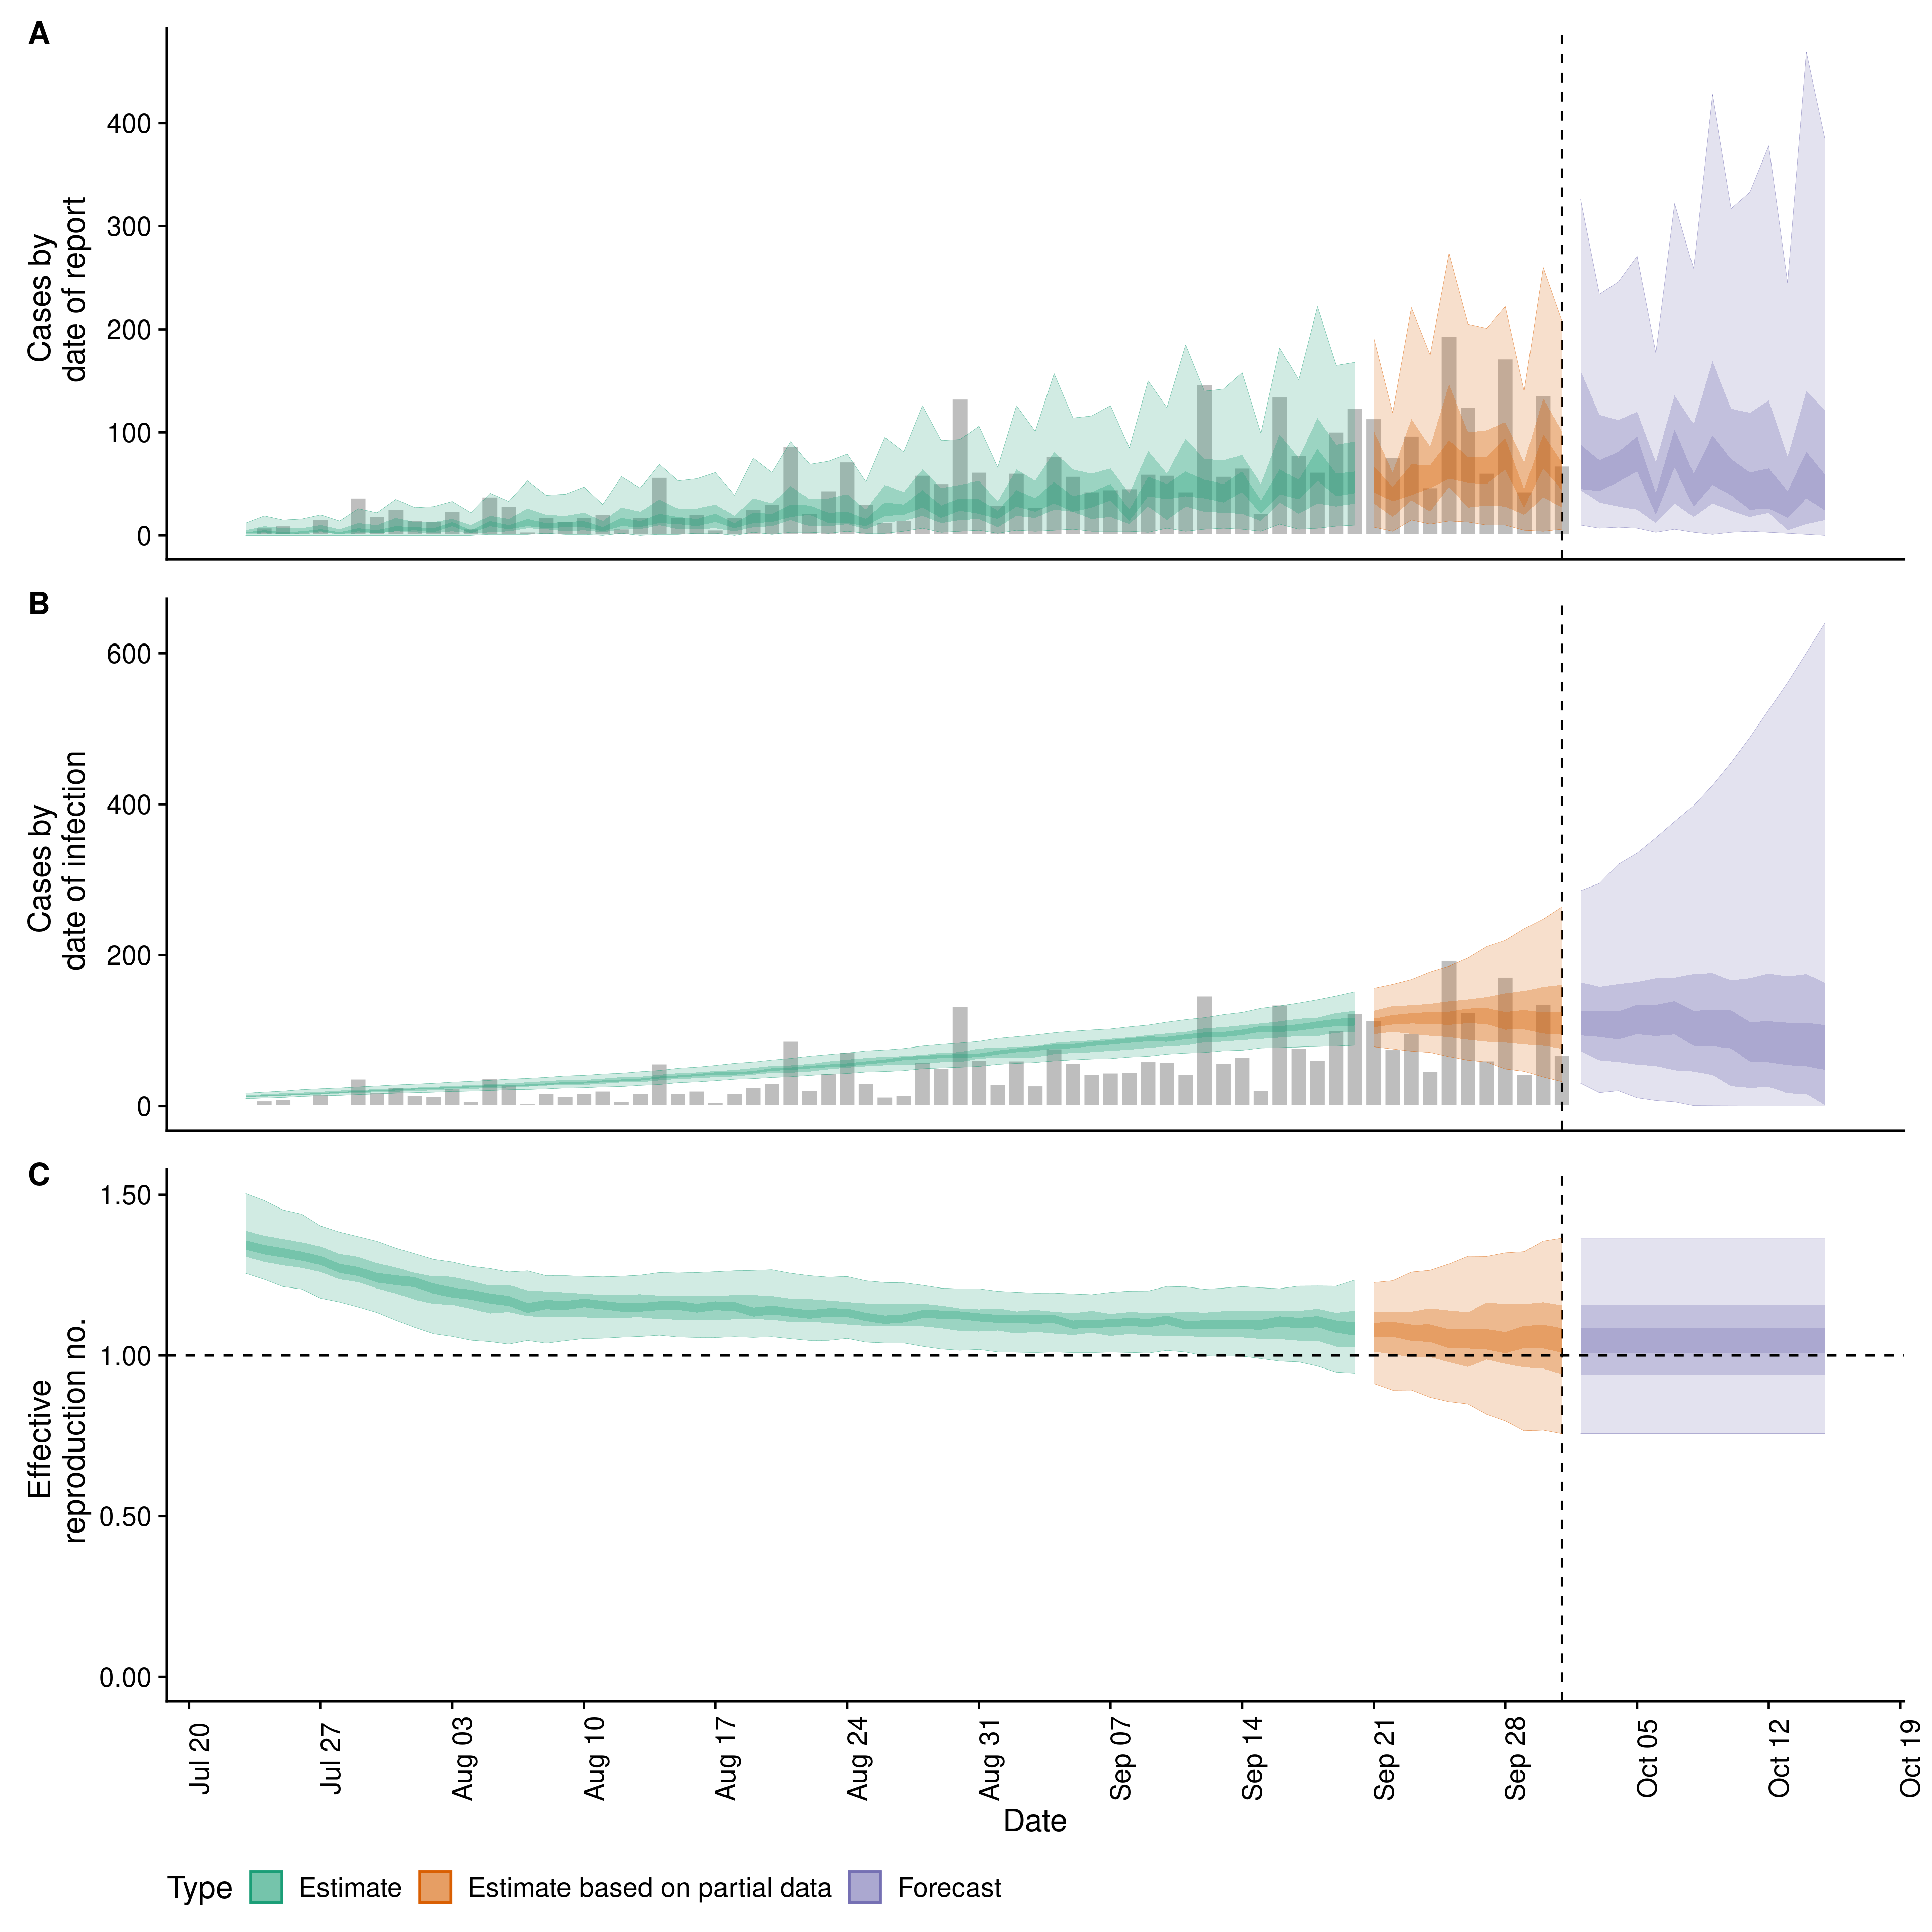 A
Cases by
date of report
400
300
200
100
0
B
Cases by
date of infection
600
400
200
0
C
Effective
reproduction no.
1.50
1.00
0.50
0.00
Jul 20
Jul 27
Aug 03
Aug 10
Aug 17
Aug 24
Aug 31
Sep 07
Sep 14
Sep 21
Sep 28
Oct 05
Oct 12
Oct 19
Date
Type Estimate Estimate based on partial data Forecast